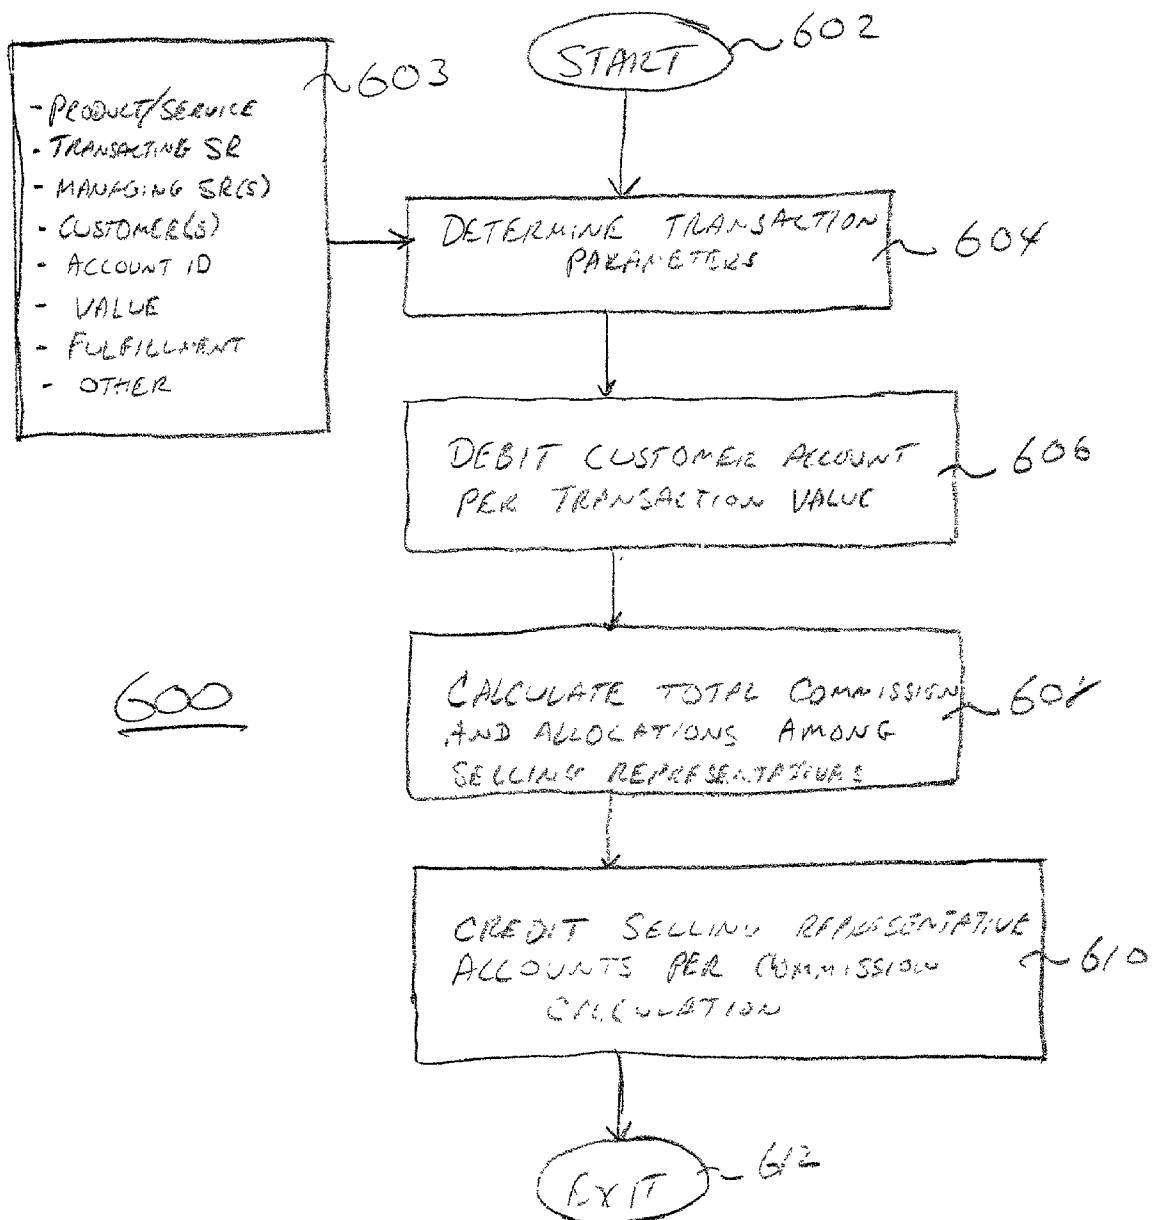 START
602
603
- PRODUCT/SERVICE
- TRANSACTING SR
- MANAGING SR(S)
- CUSTOMER(S)
- ACCOUNT ID
- VALUE
- FULFILLMENT
- OTHER
DETERMINE TRANSACTION
PARAMETERS
604
DEBIT CUSTOMER ACCOUNT
PER TRANSACTION VALUE
606
600
CALCULATE TOTAL COMMISSION
AND ALLOCATIONS AMONG
SELLING REPRESENTATIVES
608
CREDIT SELLING REPRESENTATIVE
ACCOUNTS PER COMMISSION
CALCULATION
610
EXIT
612